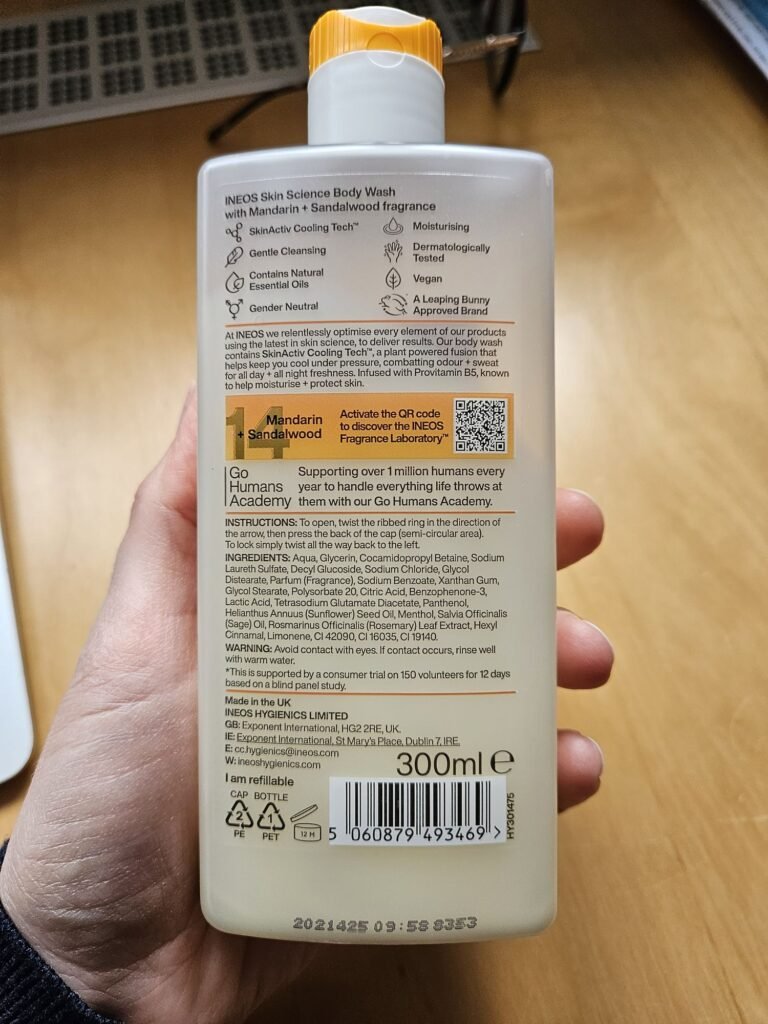 INEOS Skin Science Body Wash
with Mandarin + Sandalwood fragrance
SkinActiv Cooling Tech™
Moisturising
Gentle Cleansing
Dermatologically
Tested
Contains Natural
Essential Oils
Vegan
Gender Neutral
A Leaping Bunny
Approved Brand
At INEOS we relentlessly optimise every element of our products
using the latest in skin science, to deliver results. Our body wash
contains SkinActiv Cooling Tech™, a plant powered fusion that
helps keep you cool under pressure, combatting odour + sweat
for all day + all night freshness. Infused with Provitamin B5, known
to help moisturise + protect skin.
14
Mandarin
+ Sandalwood
Activate the QR code
to discover the INEOS
Fragrance Laboratory™
Go
Humans
Academy
Supporting over 1 million humans every
year to handle everything life throws at
them with our Go Humans Academy.
INSTRUCTIONS: To open, twist the ribbed ring in the direction of
the arrow, then press the back of the cap (semi-circular area).
To lock simply twist all the way back to the left.
INGREDIENTS: Aqua, Glycerin, Cocamidopropyl Betaine, Sodium
Laureth Sulfate, Decyl Glucoside, Sodium Chloride, Glycol
Distearate, Parfum (Fragrance), Sodium Benzoate, Xanthan Gum,
Glycol Stearate, Polysorbate 20, Citric Acid, Benzophenone-3,
Lactic Acid, Tetrasodium Glutamate Diacetate, Panthenol,
Helianthus Annuus (Sunflower) Seed Oil, Menthol, Salvia Officinalis
(Sage) Oil, Rosmarinus Officinalis (Rosemary) Leaf Extract, Hexyl
Cinnamal, Limonene, CI 42090, CI 16035, CI 19140.
WARNING: Avoid contact with eyes. If contact occurs, rinse well
with warm water.
*This is supported by a consumer trial on 150 volunteers for 12 days
based on a blind panel study.
Made in the UK
INEOS HYGIENICS LIMITED
GB: Exponent International, HG2 2RE, UK.
IE: Exponent International, St Mary's Place, Dublin 7, IRE.
E: cc.hygienics@ineos.com
W: ineoshygienics.com
300ml e
I am refillable
CAP BOTTLE
2
PE
1
PET
12 M
5 060879 493469 >
HY301475
2021425 09:58 8353